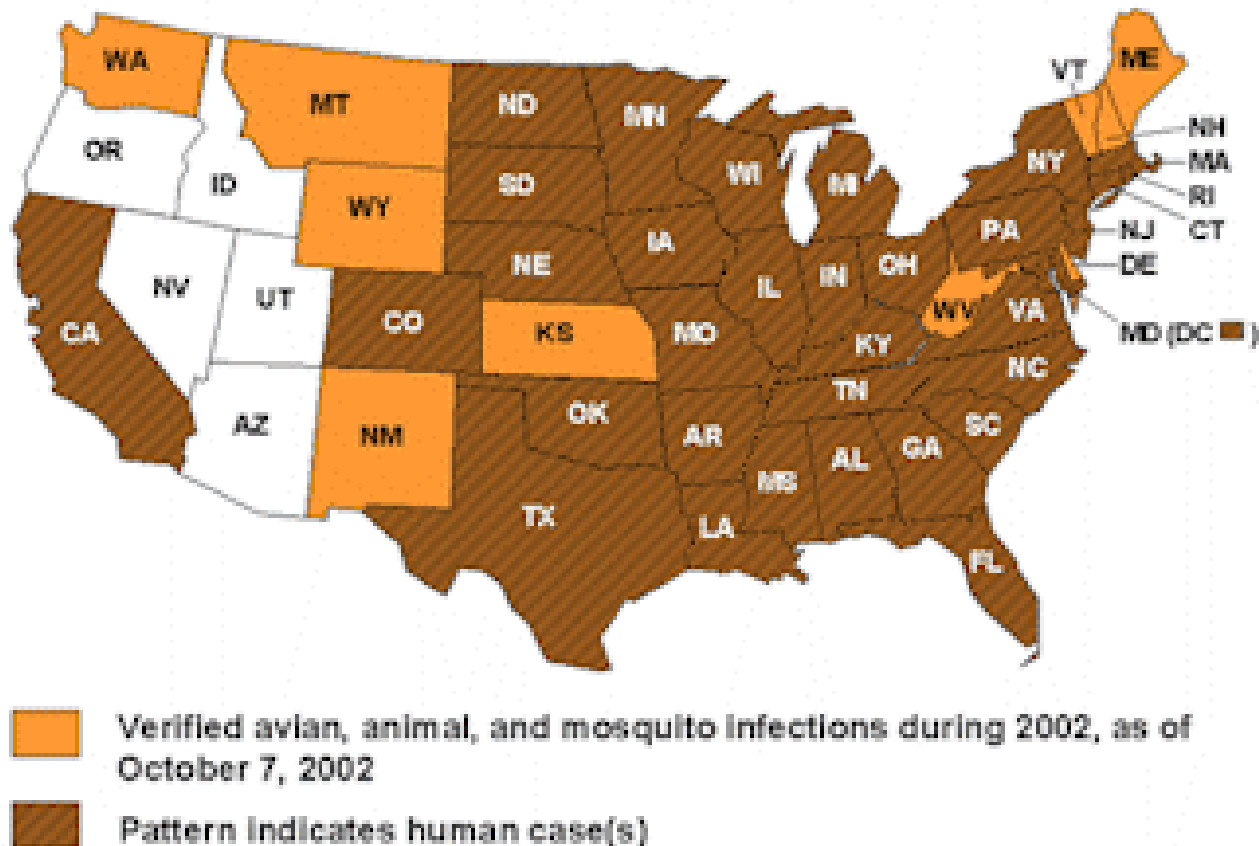 WA
MT
ND
MN
VT
ME
OR
ID
WY
SD
WI
MI
NY
NH
MA
RI
CT
NJ
DE
MD (DC )
NV
UT
CO
NE
IA
IL
IN
OH
PA
WV
VA
CA
KS
MO
KY
NC
AZ
NM
OK
AR
TN
SC
TX
LA
MS
AL
GA
FL
Verified avian, animal, and mosquito infections during 2002, as of
October 7, 2002
Pattern indicates human case(s)